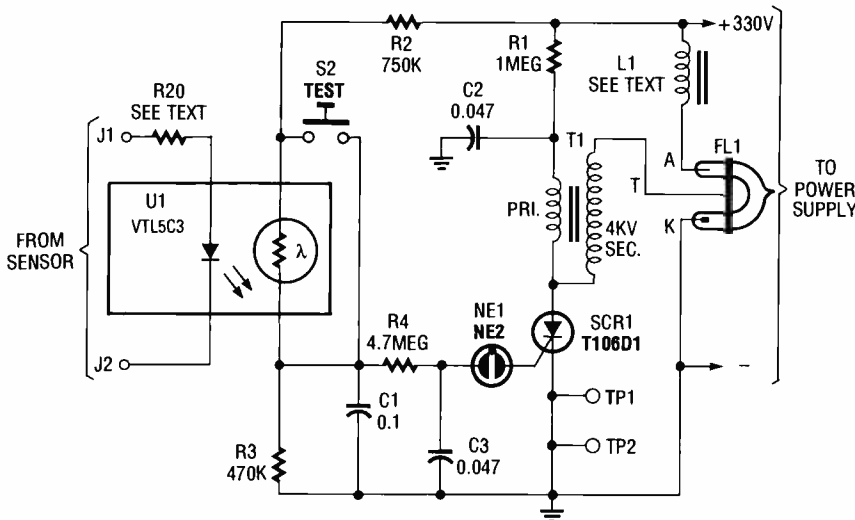 +330V
R2
750K
R1
1MEG
L1
SEE TEXT
S2
TEST
R20
SEE TEXT
C2
0.047
J1
T1
FL1
A
T
K
TO
POWER
SUPPLY
U1
VTL5C3
λ
PRI.
4KV
SEC.
FROM
SENSOR
R4
4.7MEG
NE1
NE2
SCR1
T106D1
J2
–
C1
0.1
TP1
R3
470K
C3
0.047
TP2